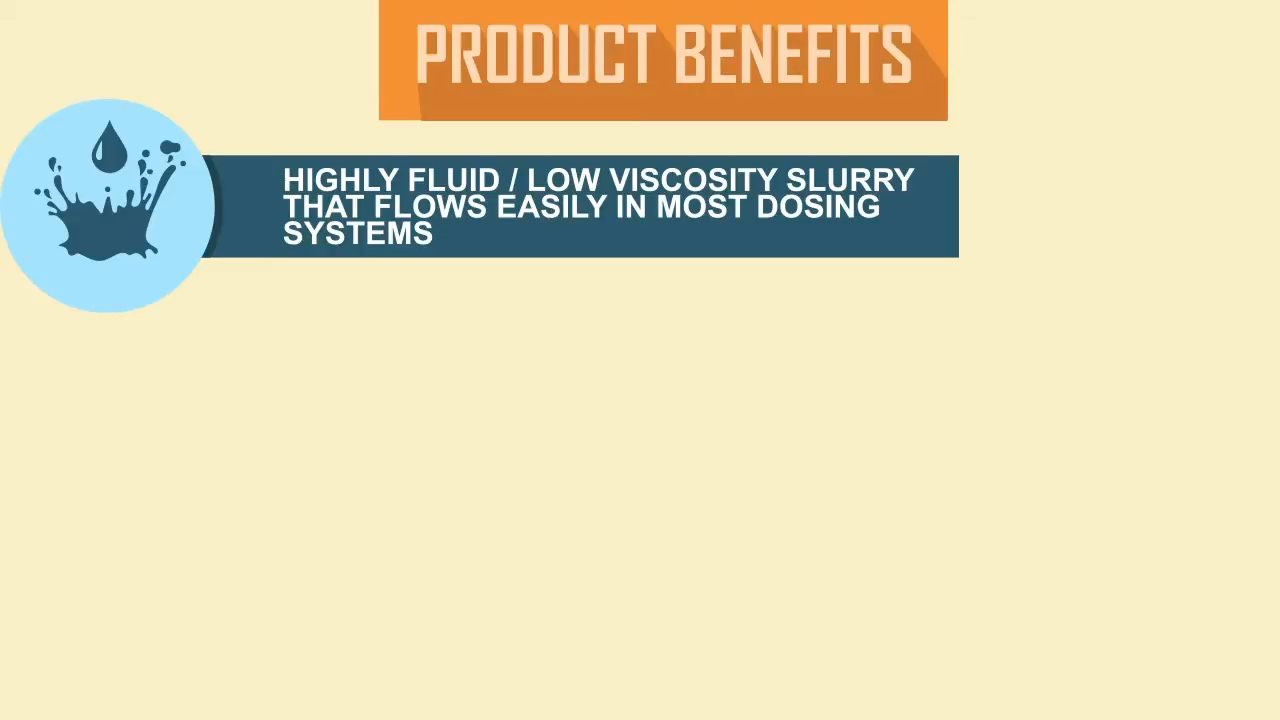 PRODUCT BENEFITS
HIGHLY FLUID / LOW VISCOSITY SLURRY
THAT FLOWS EASILY IN MOST DOSING
SYSTEMS